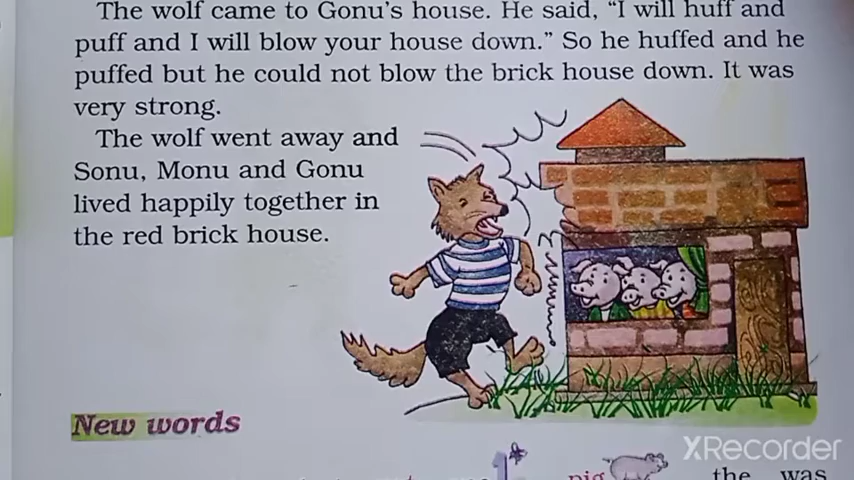 The wolf came to Gonu's house. He said, "I will huff and
puff and I will blow your house down." So he huffed and he
puffed but he could not blow the brick house down. It was
very strong.
The wolf went away and
Sonu, Monu and Gonu
lived happily together in
the red brick house.
New words
pig the was
XRecorder